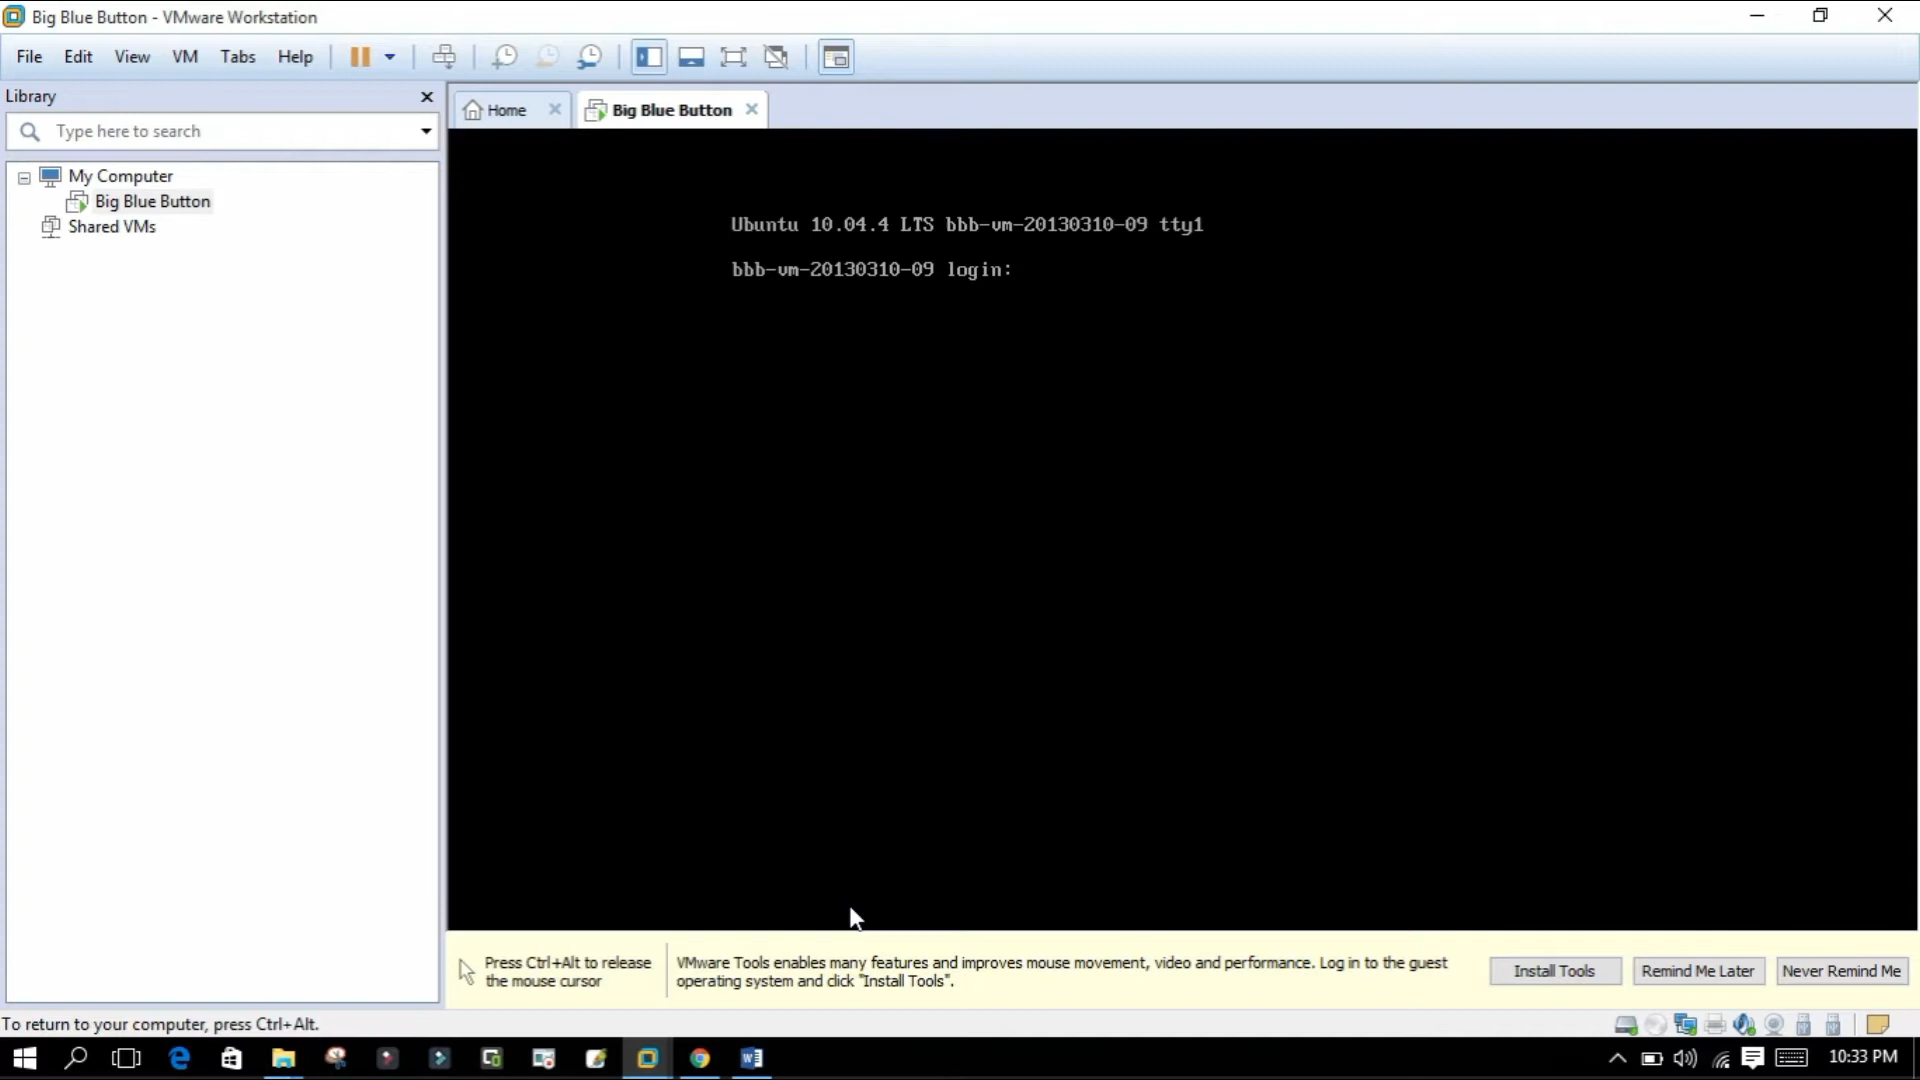 Big Blue Button - VMware Workstation
File Edit View VM Tabs Help
Library
Type here to search
My Computer
Big Blue Button
Shared VMs
Home
Big Blue Button
Ubuntu 10.04.4 LTS bbb-vm-20130310-09 tty1
bbb-vm-20130310-09 login:
Press Ctrl+Alt to release
the mouse cursor
VMware Tools enables many features and improves mouse movement, video and performance. Log in to the guest
operating system and click "Install Tools".
Install Tools
Remind Me Later
Never Remind Me
To return to your computer, press Ctrl+Alt.
10:33 PM